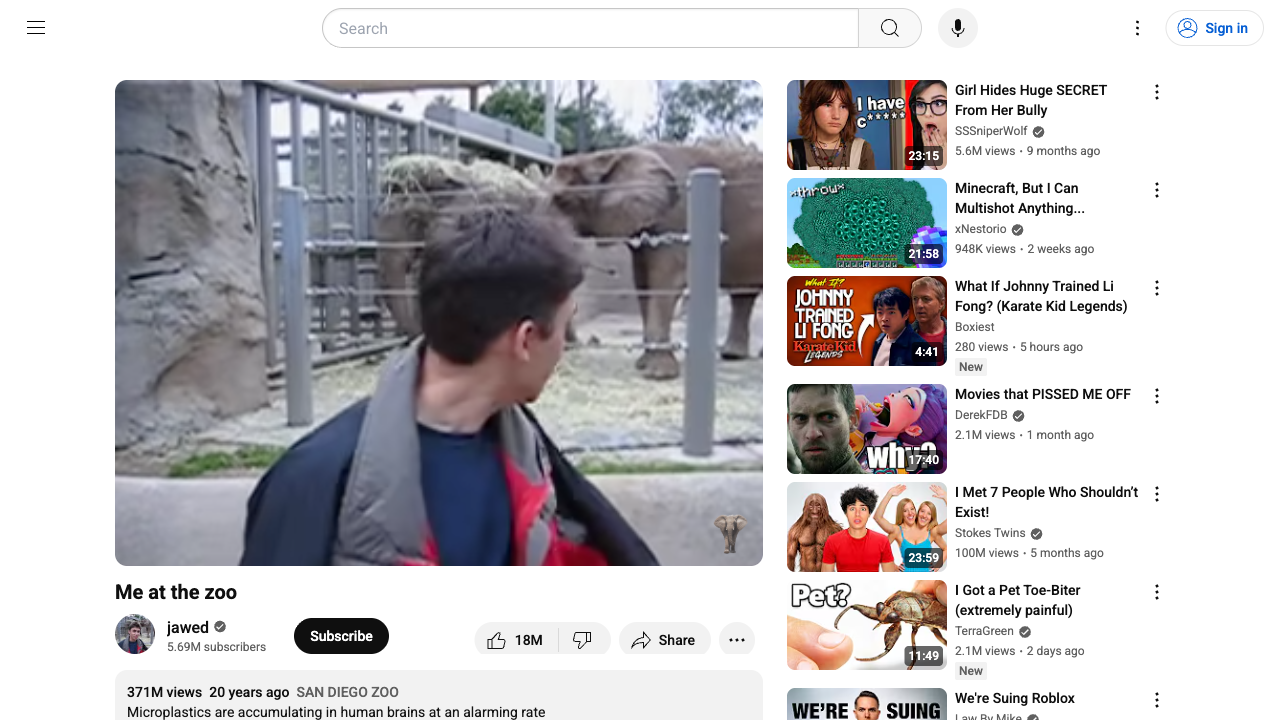 Search
Sign in
Me at the zoo
jawed
5.69M subscribers
Subscribe
18M
Share
371M views 20 years ago SAN DIEGO ZOO
Microplastics are accumulating in human brains at an alarming rate
I have
c*****
23:15
Girl Hides Huge SECRET
From Her Bully
SSSniperWolf
5.6M views · 9 months ago
21:58
Minecraft, But I Can
Multishot Anything...
xNestorio
948K views · 2 weeks ago
What If?
JOHNNY
TRAINED
LI FONG
Karate Kid
LEGENDS
4:41
What If Johnny Trained Li
Fong? (Karate Kid Legends)
Boxiest
280 views · 5 hours ago
New
why?
17:40
Movies that PISSED ME OFF
DerekFDB
2.1M views · 1 month ago
23:59
I Met 7 People Who Shouldn’t
Exist!
Stokes Twins
100M views · 5 months ago
Pet?
11:49
I Got a Pet Toe-Biter
(extremely painful)
TerraGreen
2.1M views · 2 days ago
New
WE'RE SUING
We're Suing Roblox
Law By Mike